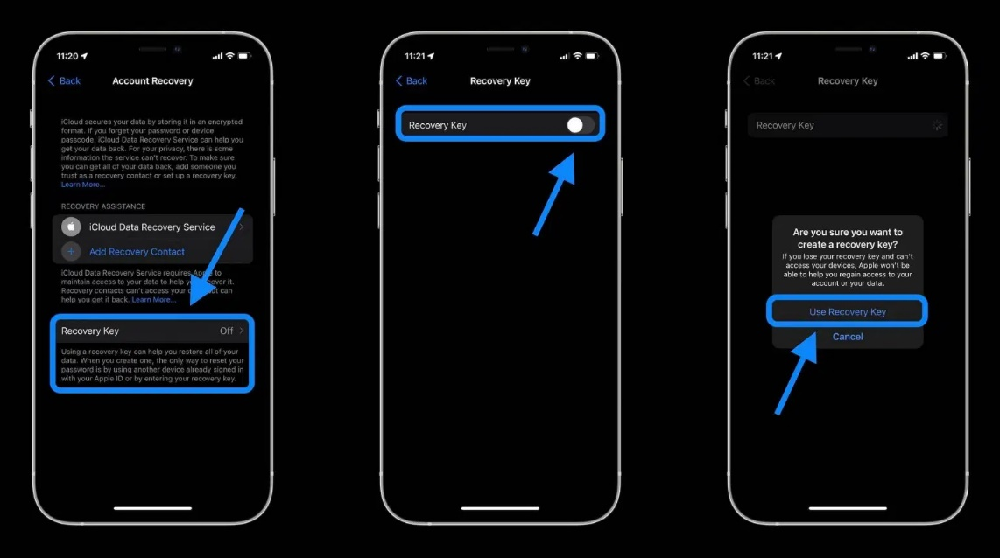 11:20
Back
Account Recovery
iCloud secures your data by storing it in an encrypted
format. If you forget your password or device
passcode, iCloud Data Recovery Service can help you
get your data back. For your privacy, there is some
information the service can't recover. To make sure
you can get all of your data back, add someone you
trust as a recovery contact or set up a recovery key.
Learn More...
RECOVERY ASSISTANCE
iCloud Data Recovery Service
Add Recovery Contact
iCloud Data Recovery Service requires Apple to
maintain access to your data to help you recover it.
Recovery contacts can't access your data but can
help you get it back. Learn More...
Recovery Key Off
Using a recovery key can help you restore all of your
data. When you create one, the only way to reset your
password is by using another device already signed in
with your Apple ID or by entering your recovery key.
11:21
Back
Recovery Key
Recovery Key
11:21
Back
Recovery Key
Recovery Key
Are you sure you want to
create a recovery key?
If you lose your recovery key and can't
access your devices, Apple won't be
able to help you regain access to your
account or your data.
Use Recovery Key
Cancel